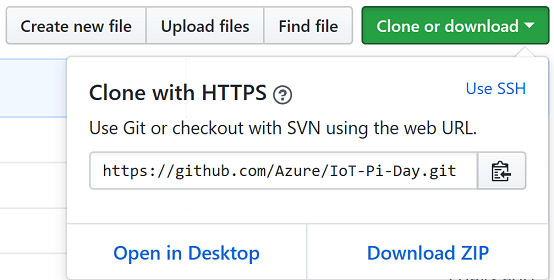 Create new file Upload files Find file Clone or download
Clone with HTTPS ? Use SSH
Use Git or checkout with SVN using the web URL.
https://github.com/Azure/IoT-Pi-Day.git
Open in Desktop Download ZIP